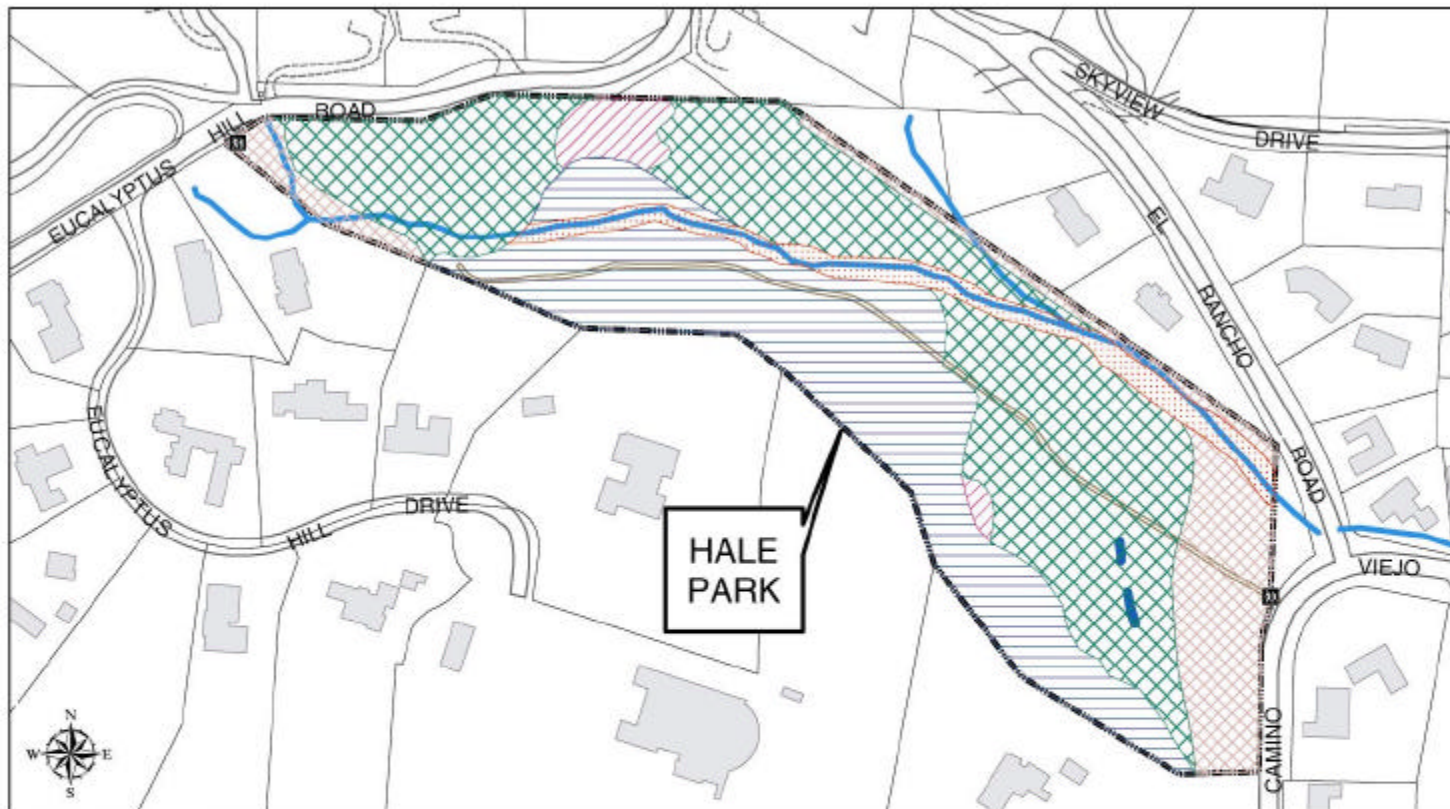 SKYVIEW
DRIVE
ROAD
EUCALYPTUS HILL
EL
RANCHO
ROAD
EUCALYPTUS
HILL
DRIVE
HALE
PARK
VIEJO
CAMINO
N
W E
S